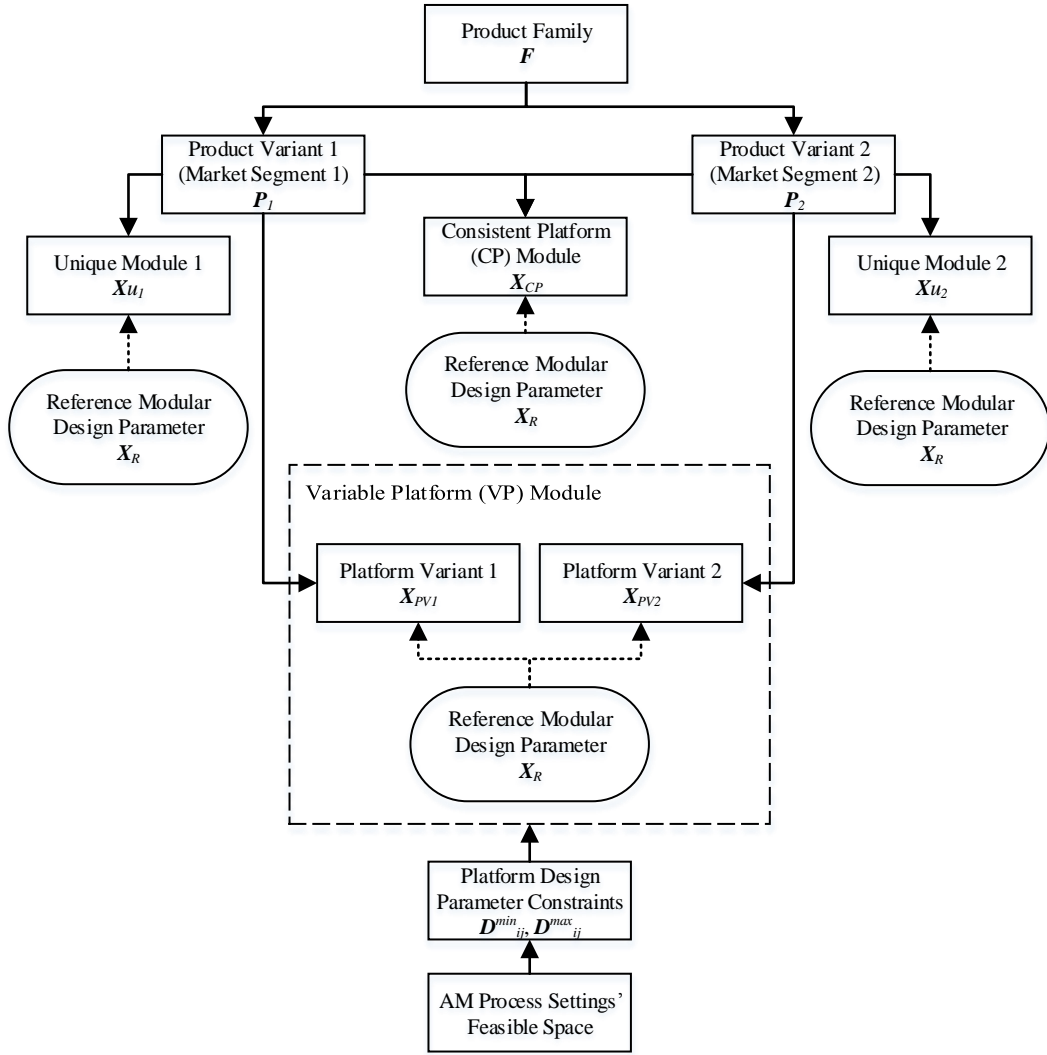 Product Family
F
Product Variant 1
(Market Segment 1)
P1
Product Variant 2
(Market Segment 2)
P2
Unique Module 1
Xu1
Consistent Platform
(CP) Module
XCP
Unique Module 2
Xu2
Reference Modular
Design Parameter
XR
Reference Modular
Design Parameter
XR
Reference Modular
Design Parameter
XR
Variable Platform (VP) Module
Platform Variant 1
XPV1
Platform Variant 2
XPV2
Reference Modular
Design Parameter
XR
Platform Design
Parameter Constraints
Dminij, Dmaxij
AM Process Settings’
Feasible Space